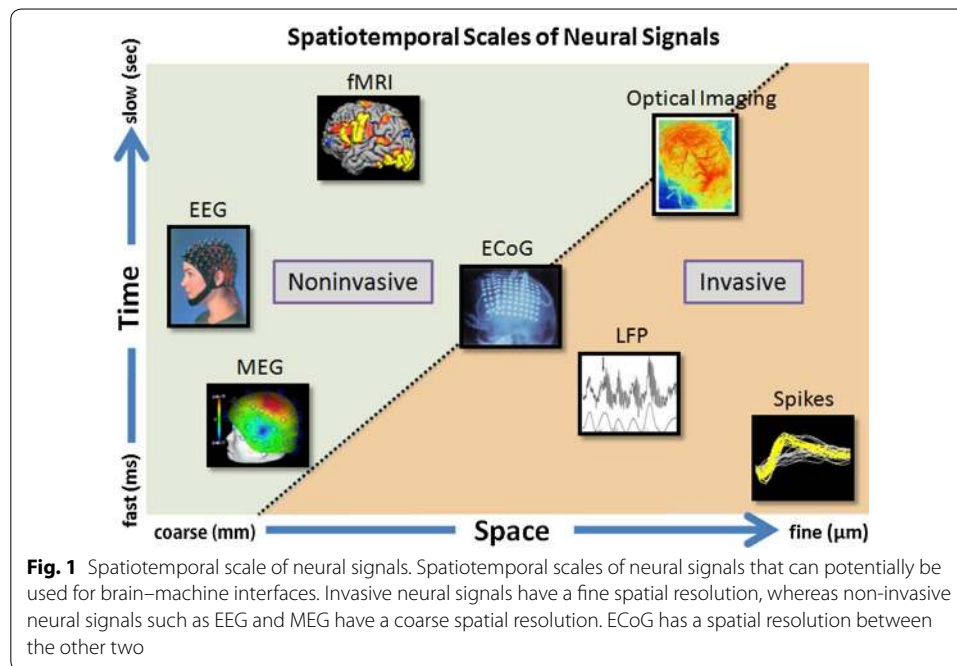 Spatiotemporal Scales of Neural Signals
slow (sec)
fMRI
Optical Imaging
EEG
ECoG
Noninvasive
Invasive
Time
LFP
MEG
Spikes
fast (ms)
coarse (mm)
Space
fine (µm)
Fig. 1 Spatiotemporal scale of neural signals. Spatiotemporal scales of neural signals that can potentially be
used for brain–machine interfaces. Invasive neural signals have a fine spatial resolution, whereas non-invasive
neural signals such as EEG and MEG have a coarse spatial resolution. ECoG has a spatial resolution between
the other two